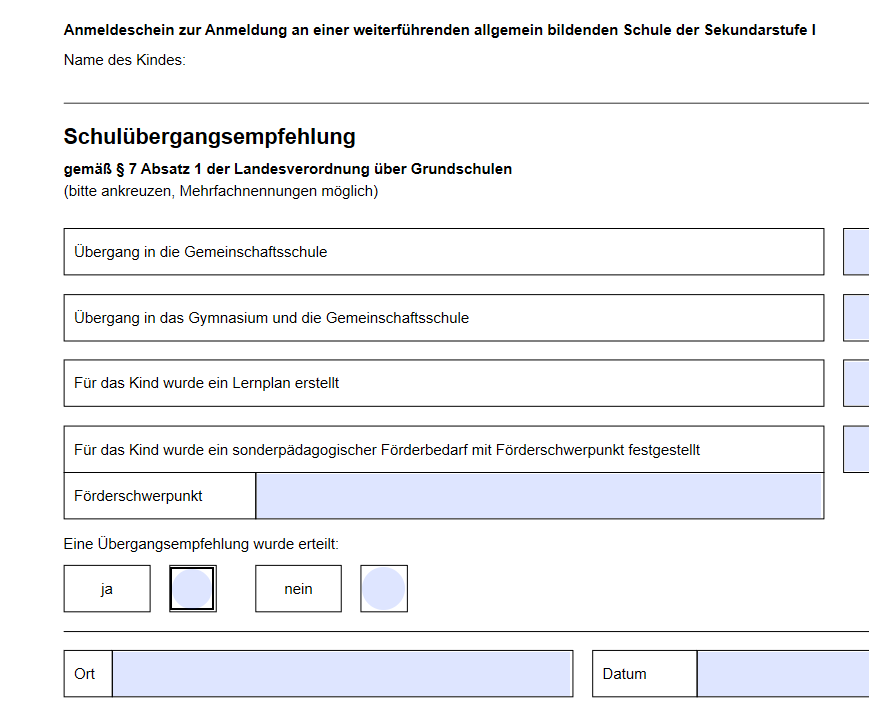 Anmeldeschein zur Anmeldung an einer weiterführenden allgemein bildenden Schule der Sekundarstufe I
Name des Kindes:
Schulübergangsempfehlung
gemäß § 7 Absatz 1 der Landesverordnung über Grundschulen
(bitte ankreuzen, Mehrfachnennungen möglich)
Übergang in die Gemeinschaftsschule
Übergang in das Gymnasium und die Gemeinschaftsschule
Für das Kind wurde ein Lernplan erstellt
Für das Kind wurde ein sonderpädagogischer Förderbedarf mit Förderschwerpunkt festgestellt
Förderschwerpunkt
Eine Übergangsempfehlung wurde erteilt:
ja nein
Ort Datum